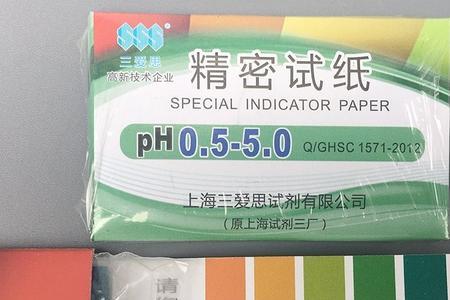 SSS
三爱思
高新技术企业
精密试纸
SPECIAL INDICATOR PAPER
pH 0.5-5.0 Q/GHSC 1571-2012
上海三爱思试剂有限公司
（原上海试剂三厂）
请